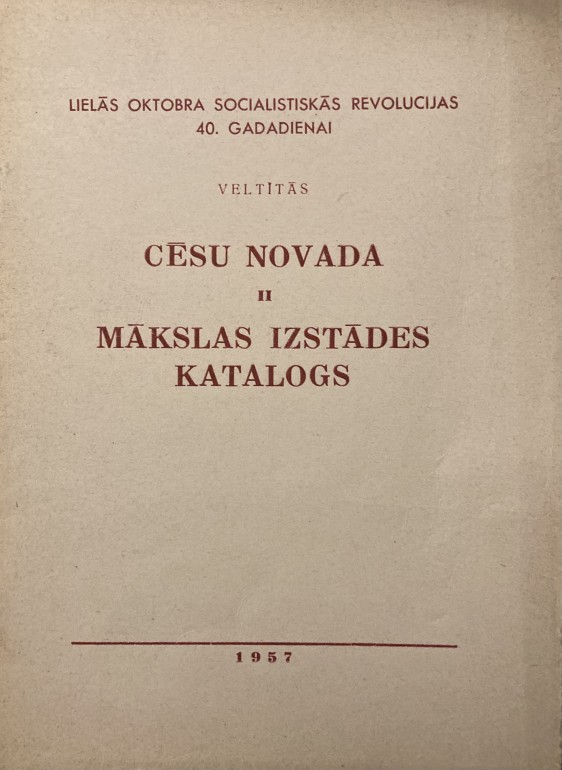 LIELĀS OKTOBRA SOCIALISTISKĀS REVOLUCIJAS
40. GADADIENAI
VELTĪTĀS
CĒSU NOVADA
II
MĀKSLAS IZSTĀDES
KATALOGS
1957